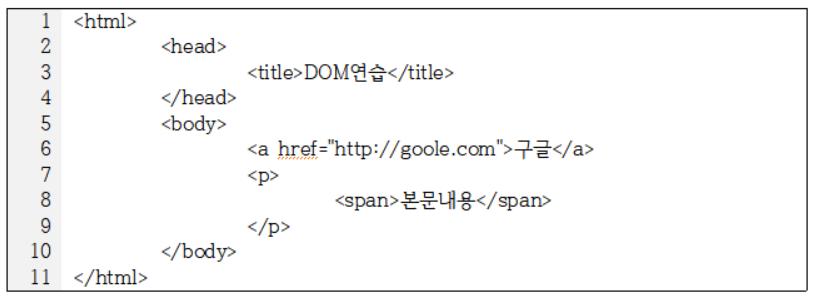 1 <html>
2 <head>
3 <title>DOM연습</title>
4 </head>
5 <body>
6 <a href="http://goole.com">구글</a>
7 <p>
8 <span>본문내용</span>
9 </p>
10 </body>
11 </html>